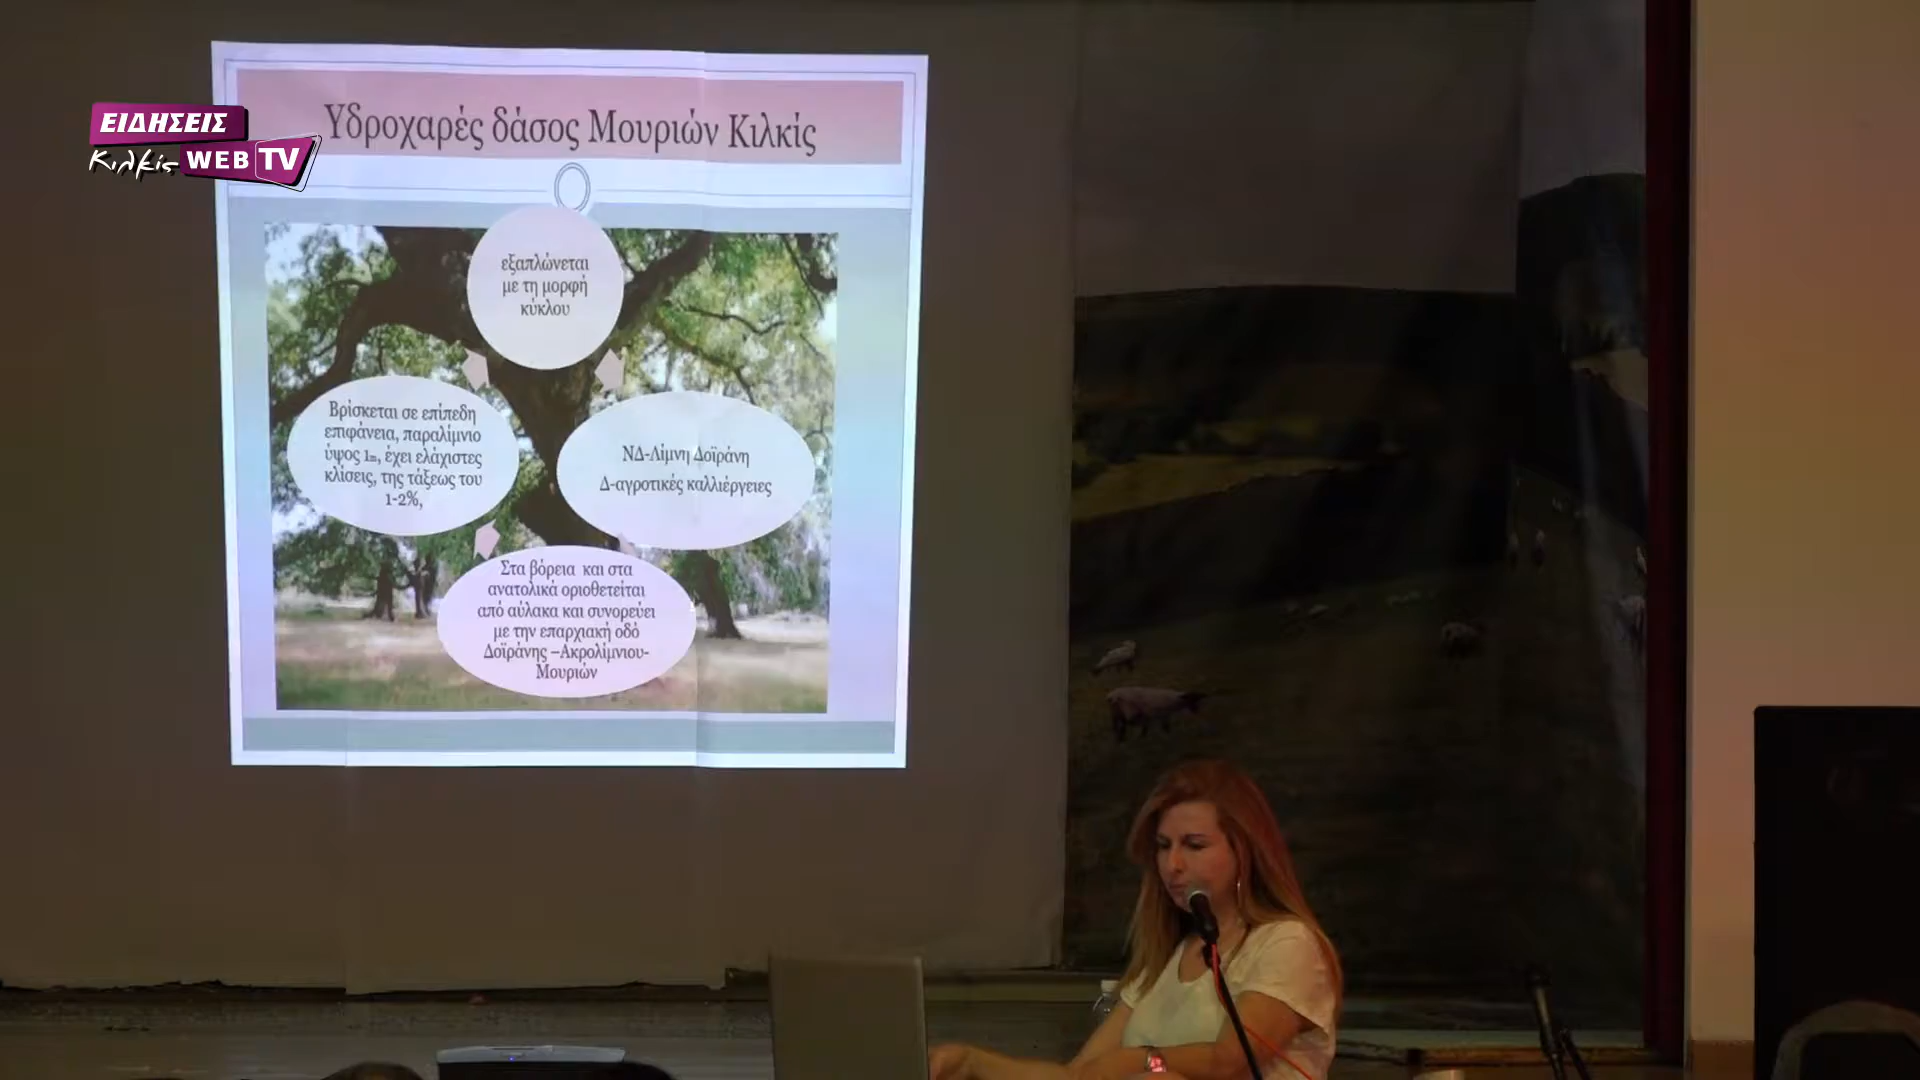 ΕΙΔΗΣΕΙΣ
Κιλκίς WEB TV
Υδροχαρές δάσος Μουριών Κιλκίς
εξαπλώνεται
με τη μορφή
κύκλου
Βρίσκεται σε επίπεδη
επιφάνεια, παραλίμνιο
ύψος 1m, έχει ελάχιστες
κλίσεις, της τάξεως του
1-2%,
ΝΔ-Λίμνη Δοϊράνη
Δ-αγροτικές καλλιέργειες
Στα βόρεια και στα
ανατολικά οριοθετείται
από αύλακα και συνορεύει
με την επαρχιακή οδό
Δοϊράνης –Ακρολίμνιου-
Μουριών